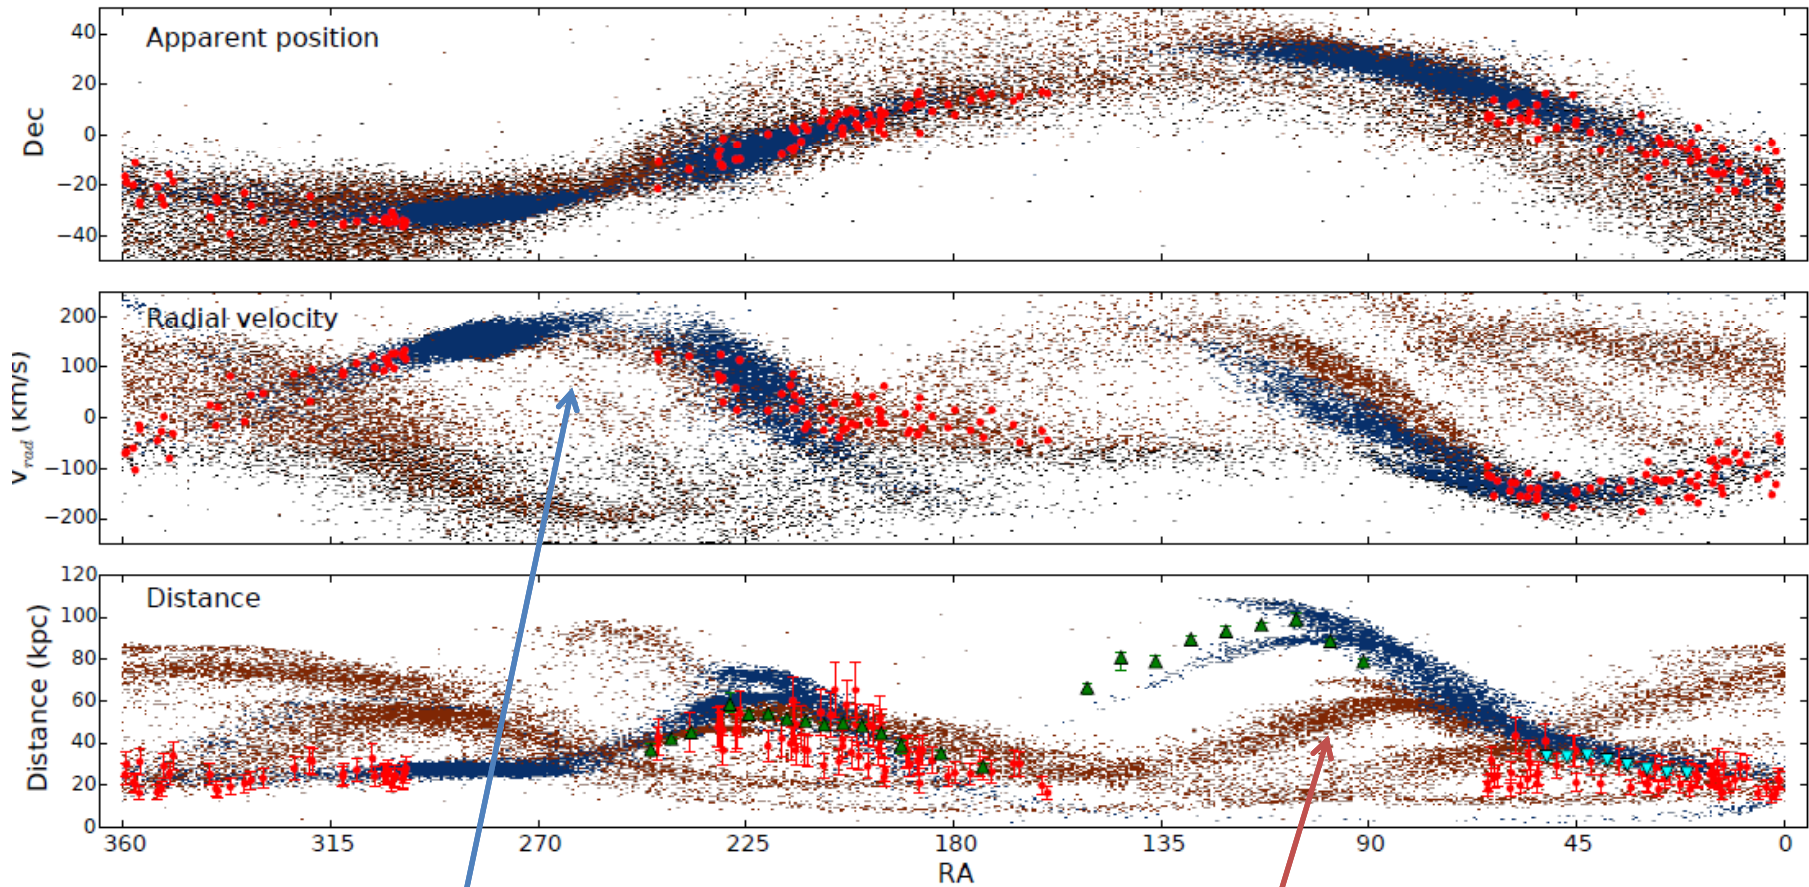 Apparent position
Dec
40
20
0
−20
−40
Radial velocity
v_rad (km/s)
200
100
0
−100
−200
Distance
Distance (kpc)
120
100
80
60
40
20
0
360 315 270 225 180 135 90 45 0
RA